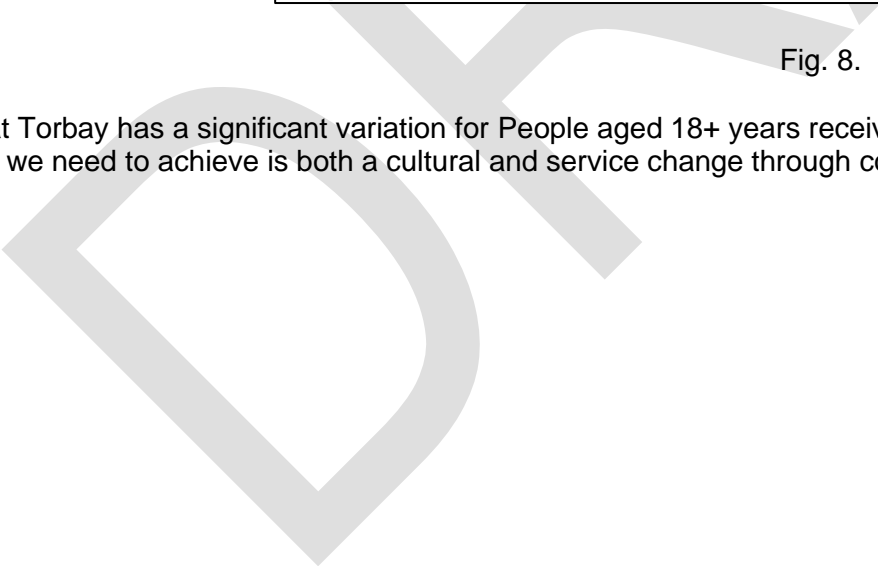 Fig. 8.
t Torbay has a significant variation for People aged 18+ years receiv
we need to achieve is both a cultural and service change through c